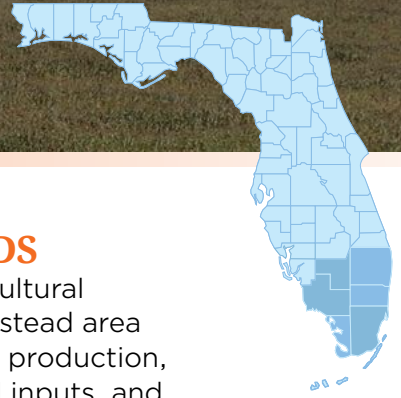 DS
ultural
stead area
production,
inputs, and